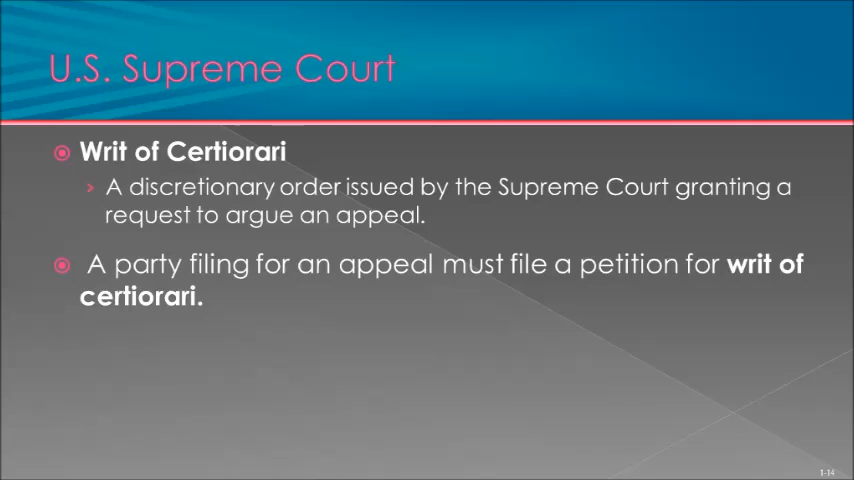 U.S. Supreme Court
Writ of Certiorari
A discretionary order issued by the Supreme Court granting a
request to argue an appeal.
A party filing for an appeal must file a petition for writ of
certiorari.
1-14